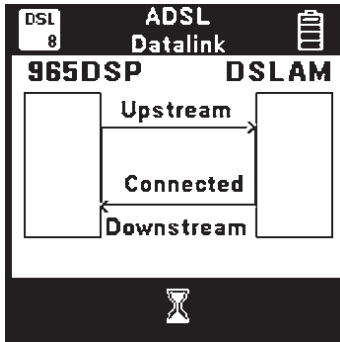 DSL
8
ADSL
Datalink
965DSP DSLAM
Upstream
Connected
Downstream